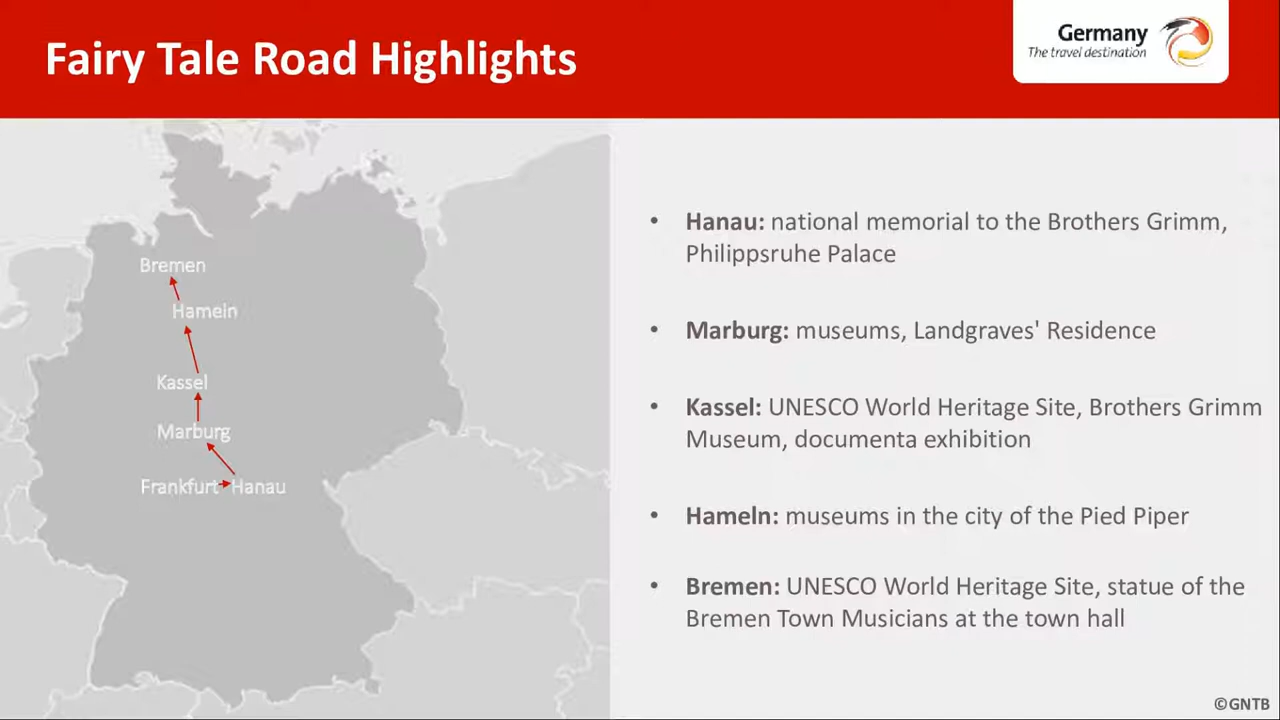 Fairy Tale Road Highlights
Germany
The travel destination
Bremen
Hameln
Kassel
Marburg
Frankfurt Hanau
• Hanau: national memorial to the Brothers Grimm,
Philippsruhe Palace
• Marburg: museums, Landgraves' Residence
• Kassel: UNESCO World Heritage Site, Brothers Grimm
Museum, documenta exhibition
• Hameln: museums in the city of the Pied Piper
• Bremen: UNESCO World Heritage Site, statue of the
Bremen Town Musicians at the town hall
©GNTB